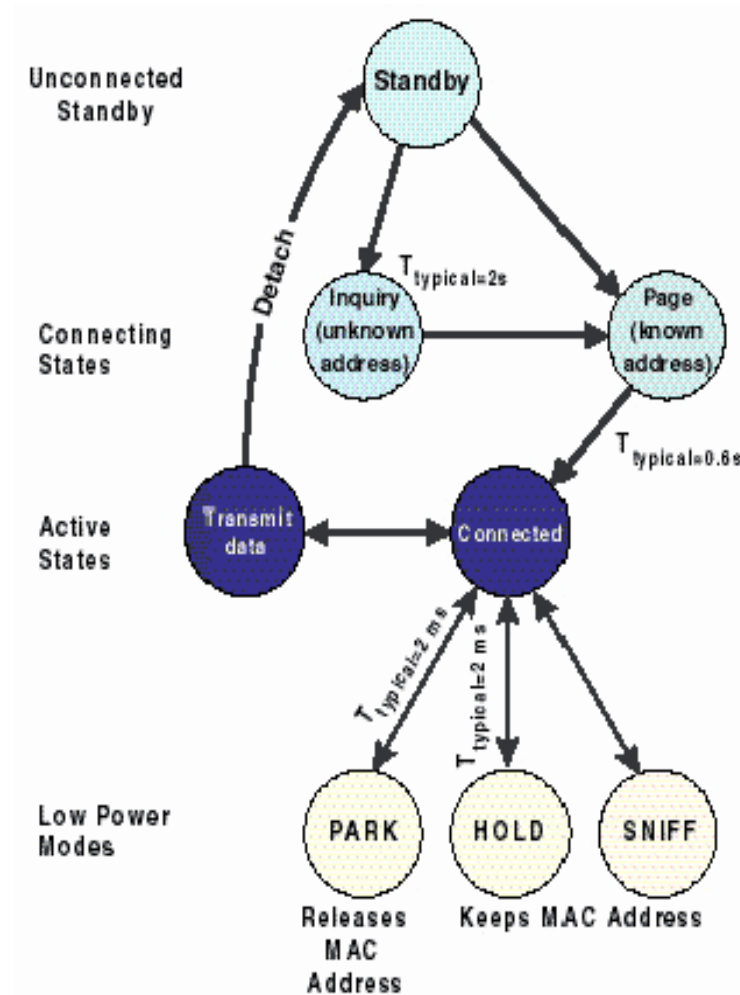 Unconnected
Standby
Standby
Detach
T typical=2s
Inquiry
(unknown
address)
Page
(known
address)
Connecting
States
T typical=0.6s
Active
States
Transmit
data
Connected
T typical=2 ms
T typical=2 ms
Low Power
Modes
PARK
HOLD
SNIFF
Releases
MAC
Address
Keeps MAC Address